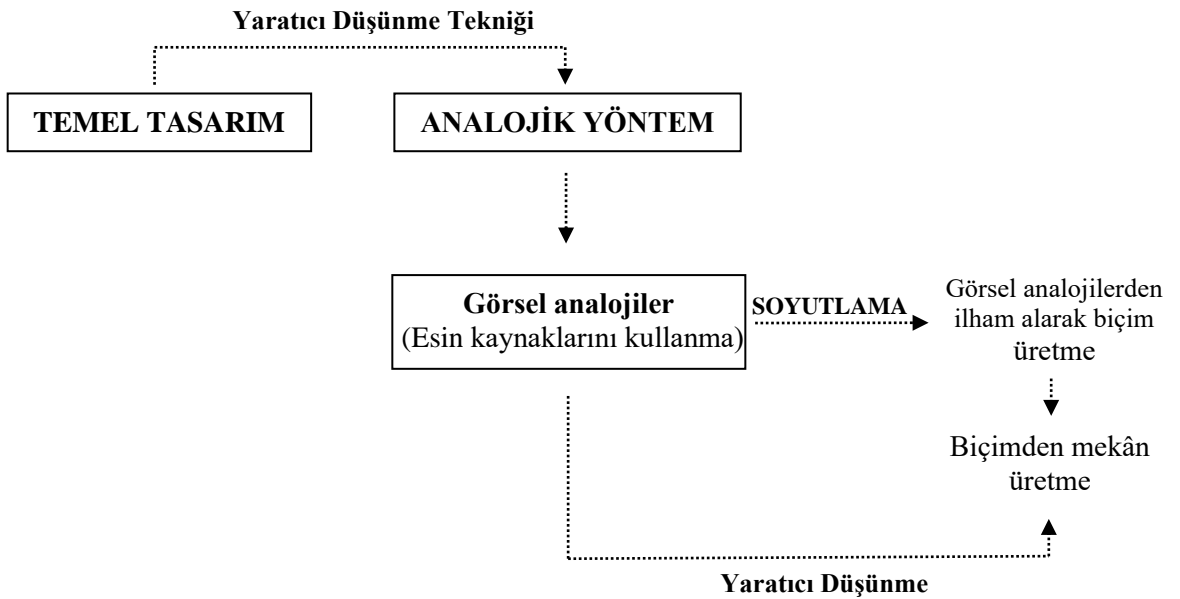 Yaratıcı Düşünme Tekniği
TEMEL TASARIM
ANALOJİK YÖNTEM
Görsel analojiler
(Esin kaynaklarını kullanma)
SOYUTLAMA
Görsel analojilerden
ilham alarak biçim
üretme
Biçimden mekân
üretme
Yaratıcı Düşünme